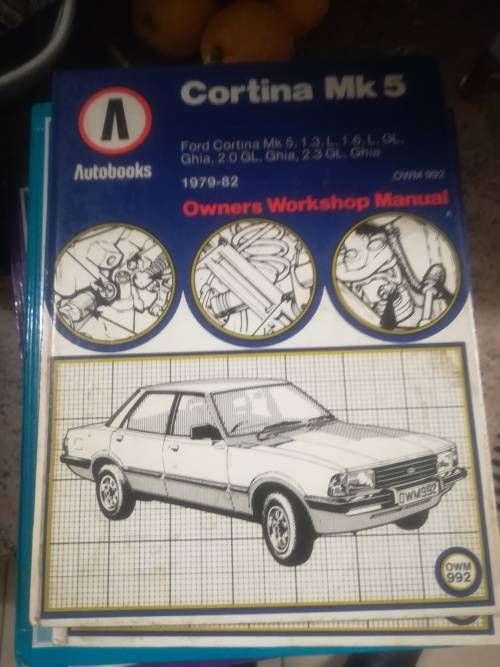 Cortina Mk 5
Autobooks
Ford Cortina Mk 5, 1.3, L, 1.6, L, GL,
Ghia, 2.0 GL, Ghia, 2.3 GL, Ghia
1979-82
OWM 992
Owners Workshop Manual
OWM992
OWM
992